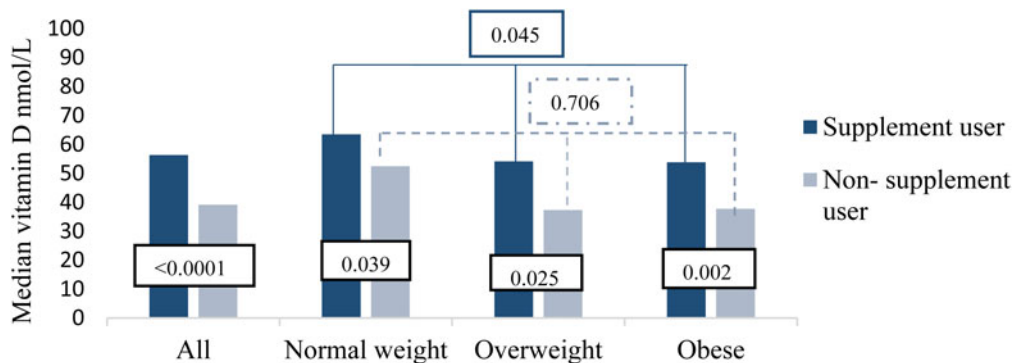 Median vitamin D nmol/L
100
90
80
70
60
50
40
30
20
10
0
0.045
0.706
<0.0001
0.039
0.025
0.002
All
Normal weight
Overweight
Obese
Supplement user
Non- supplement
user